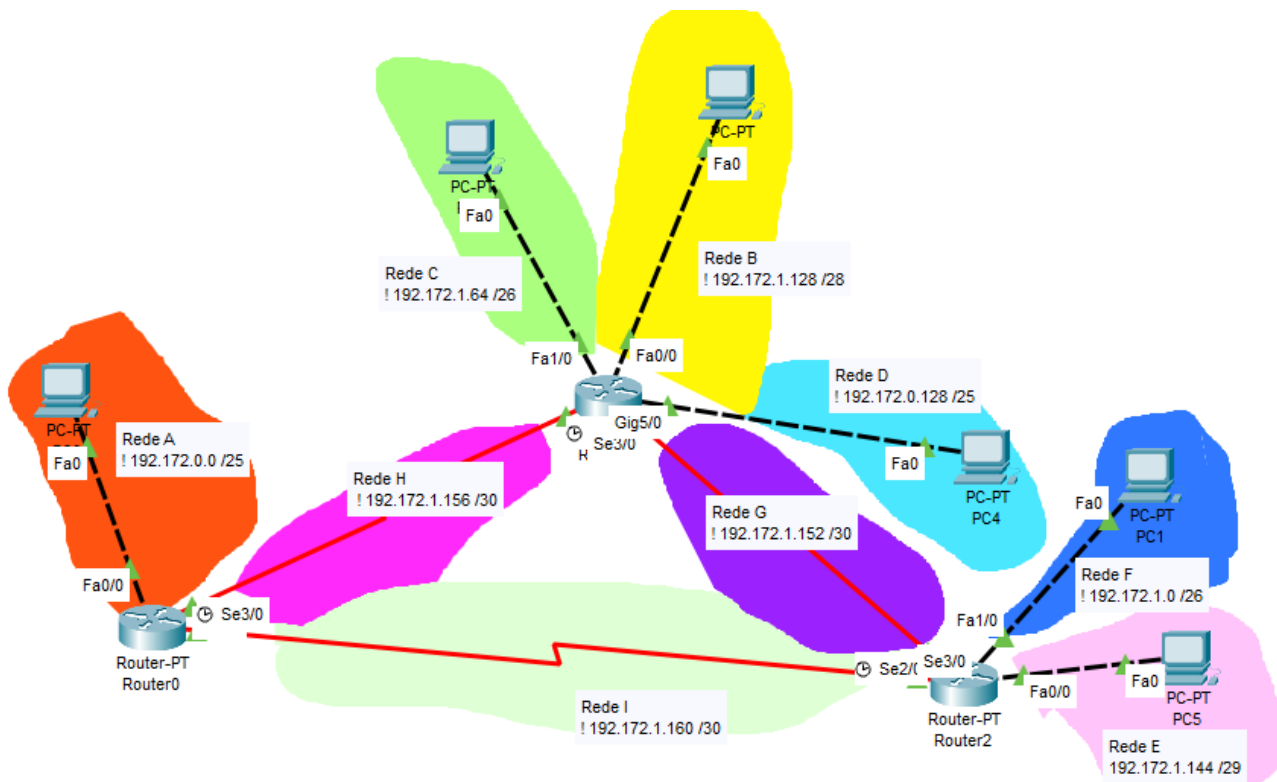 PC-PT
Fa0
PC-PT
Fa0
Rede C
! 192.172.1.64 /26
Rede B
! 192.172.1.128 /28
Fa1/0
Fa0/0
Rede D
! 192.172.0.128 /25
Gig5/0
Se3/0
R
Fa0
PC-PT
PC4
PC-PT
Fa0
Rede A
! 192.172.0.0 /25
Rede H
! 192.172.1.156 /30
Rede G
! 192.172.1.152 /30
Fa0
PC-PT
PC1
Rede F
! 192.172.1.0 /26
Fa0/0
Se3/0
Router-PT
Router0
Fa1/0
Se2/0
Se3/0
Fa0/0
Fa0
PC-PT
PC5
Router-PT
Router2
Rede I
! 192.172.1.160 /30
Rede E
192.172.1.144 /29